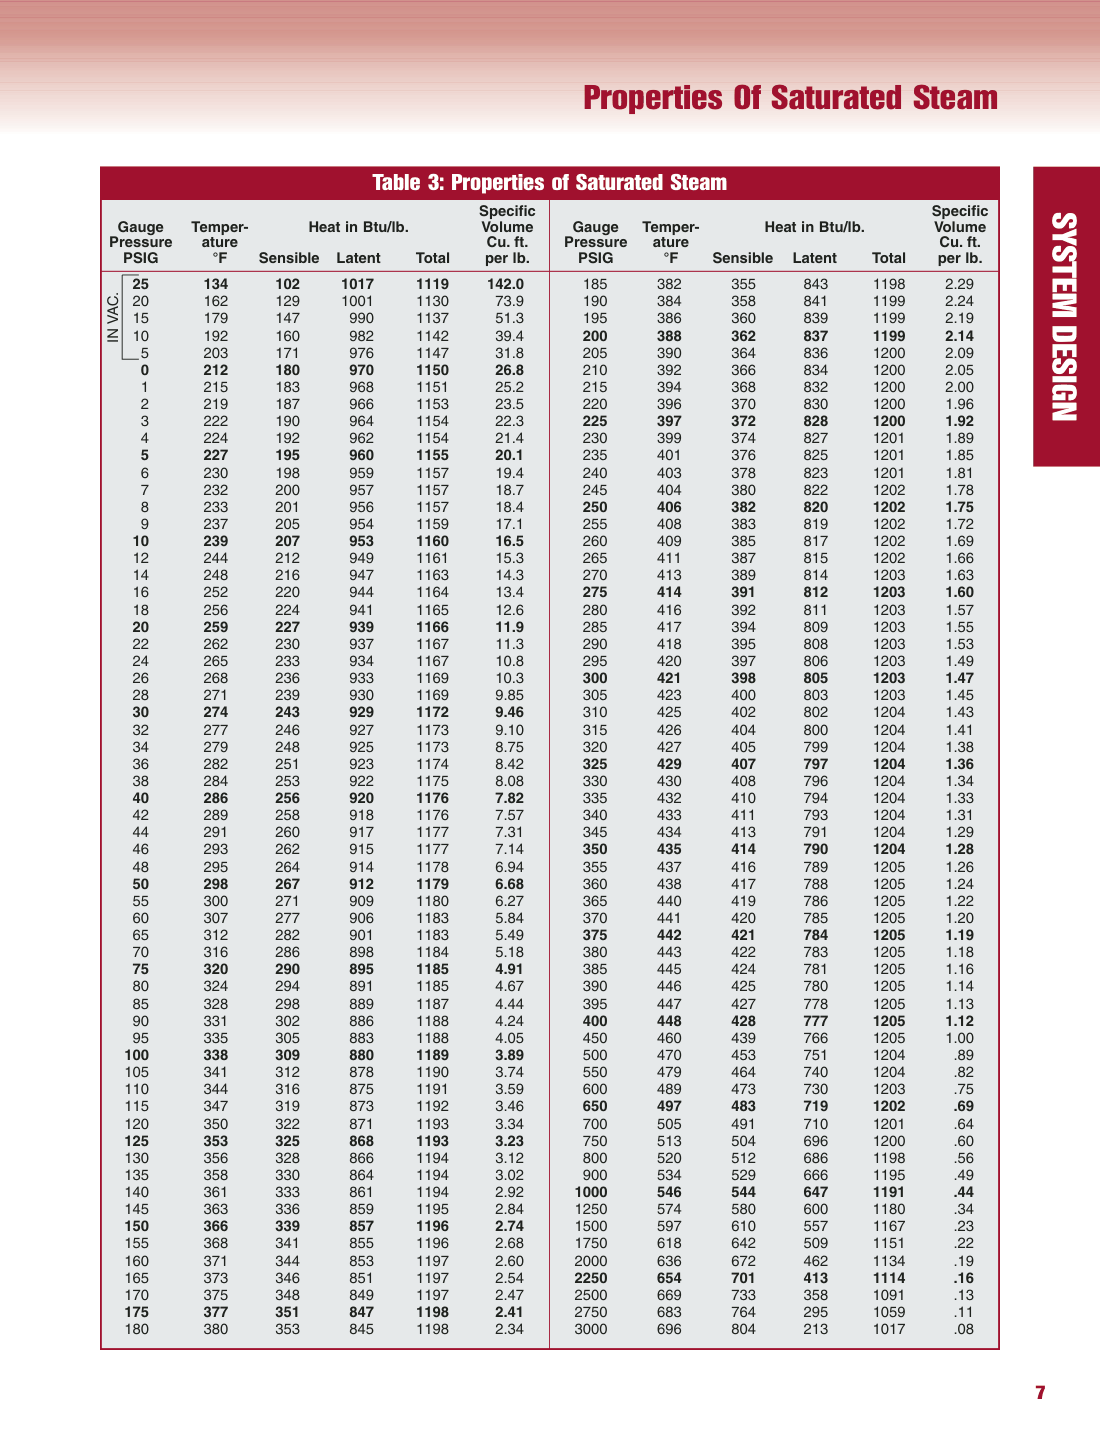 Properties Of Saturated Steam
Table 3: Properties of Saturated Steam
Gauge Pressure PSIG Temper-ature °F Heat in Btu/lb. Sensible Latent Total Specific Volume Cu. ft. per lb.
IN VAC.
25 134 102 1017 1119 142.0
20 162 129 1001 1130 73.9
15 179 147 990 1137 51.3
10 192 160 982 1142 39.4
5 203 171 976 1147 31.8
0 212 180 970 1150 26.8
1 215 183 968 1151 25.2
2 219 187 966 1153 23.5
3 222 190 964 1154 22.3
4 224 192 962 1154 21.4
5 227 195 960 1155 20.1
6 230 198 959 1157 19.4
7 232 200 957 1157 18.7
8 233 201 956 1157 18.4
9 237 205 954 1159 17.1
10 239 207 953 1160 16.5
12 244 212 949 1161 15.3
14 248 216 947 1163 14.3
16 252 220 944 1164 13.4
18 256 224 941 1165 12.6
20 259 227 939 1166 11.9
22 262 230 937 1167 11.3
24 265 233 934 1167 10.8
26 268 236 933 1169 10.3
28 271 239 930 1169 9.85
30 274 243 929 1172 9.46
32 277 246 927 1173 9.10
34 279 248 925 1173 8.75
36 282 251 923 1174 8.42
38 284 253 922 1175 8.08
40 286 256 920 1176 7.82
42 289 258 918 1176 7.57
44 291 260 917 1177 7.31
46 293 262 915 1177 7.14
48 295 264 914 1178 6.94
50 298 267 912 1179 6.68
55 300 271 909 1180 6.27
60 307 277 906 1183 5.84
65 312 282 901 1183 5.49
70 316 286 898 1184 5.18
75 320 290 895 1185 4.91
80 324 294 891 1185 4.67
85 328 298 889 1187 4.44
90 331 302 886 1188 4.24
95 335 305 883 1188 4.05
100 338 309 880 1189 3.89
105 341 312 878 1190 3.74
110 344 316 875 1191 3.59
115 347 319 873 1192 3.46
120 350 322 871 1193 3.34
125 353 325 868 1193 3.23
130 356 328 866 1194 3.12
135 358 330 864 1194 3.02
140 361 333 861 1194 2.92
145 363 336 859 1195 2.84
150 366 339 857 1196 2.74
155 368 341 855 1196 2.68
160 371 344 853 1197 2.60
165 373 346 851 1197 2.54
170 375 348 849 1197 2.47
175 377 351 847 1198 2.41
180 380 353 845 1198 2.34
Gauge Pressure PSIG Temper-ature °F Heat in Btu/lb. Sensible Latent Total Specific Volume Cu. ft. per lb.
185 382 355 843 1198 2.29
190 384 358 841 1199 2.24
195 386 360 839 1199 2.19
200 388 362 837 1199 2.14
205 390 364 836 1200 2.09
210 392 366 834 1200 2.05
215 394 368 832 1200 2.00
220 396 370 830 1200 1.96
225 397 372 828 1200 1.92
230 399 374 827 1201 1.89
235 401 376 825 1201 1.85
240 403 378 823 1201 1.81
245 404 380 822 1202 1.78
250 406 382 820 1202 1.75
255 408 383 819 1202 1.72
260 409 385 817 1202 1.69
265 411 387 815 1202 1.66
270 413 389 814 1203 1.63
275 414 391 812 1203 1.60
280 416 392 811 1203 1.57
285 417 394 809 1203 1.55
290 418 395 808 1203 1.53
295 420 397 806 1203 1.49
300 421 398 805 1203 1.47
305 423 400 803 1203 1.45
310 425 402 802 1204 1.43
315 426 404 800 1204 1.41
320 427 405 799 1204 1.38
325 429 407 797 1204 1.36
330 430 408 796 1204 1.34
335 432 410 794 1204 1.33
340 433 411 793 1204 1.31
345 434 413 791 1204 1.29
350 435 414 790 1204 1.28
355 437 416 789 1205 1.26
360 438 417 788 1205 1.24
365 440 419 786 1205 1.22
370 441 420 785 1205 1.20
375 442 421 784 1205 1.19
380 443 422 783 1205 1.18
385 445 424 781 1205 1.16
390 446 425 780 1205 1.14
395 447 427 778 1205 1.13
400 448 428 777 1205 1.12
450 460 439 766 1205 1.00
500 470 453 751 1204 .89
550 479 464 740 1204 .82
600 489 473 730 1203 .75
650 497 483 719 1202 .69
700 505 491 710 1201 .64
750 513 504 696 1200 .60
800 520 512 686 1198 .56
900 534 529 666 1195 .49
1000 546 544 647 1191 .44
1250 574 580 600 1180 .34
1500 597 610 557 1167 .23
1750 618 642 509 1151 .22
2000 636 672 462 1134 .19
2250 654 701 413 1114 .16
2500 669 733 358 1091 .13
2750 683 764 295 1059 .11
3000 696 804 213 1017 .08
SYSTEM DESIGN
7